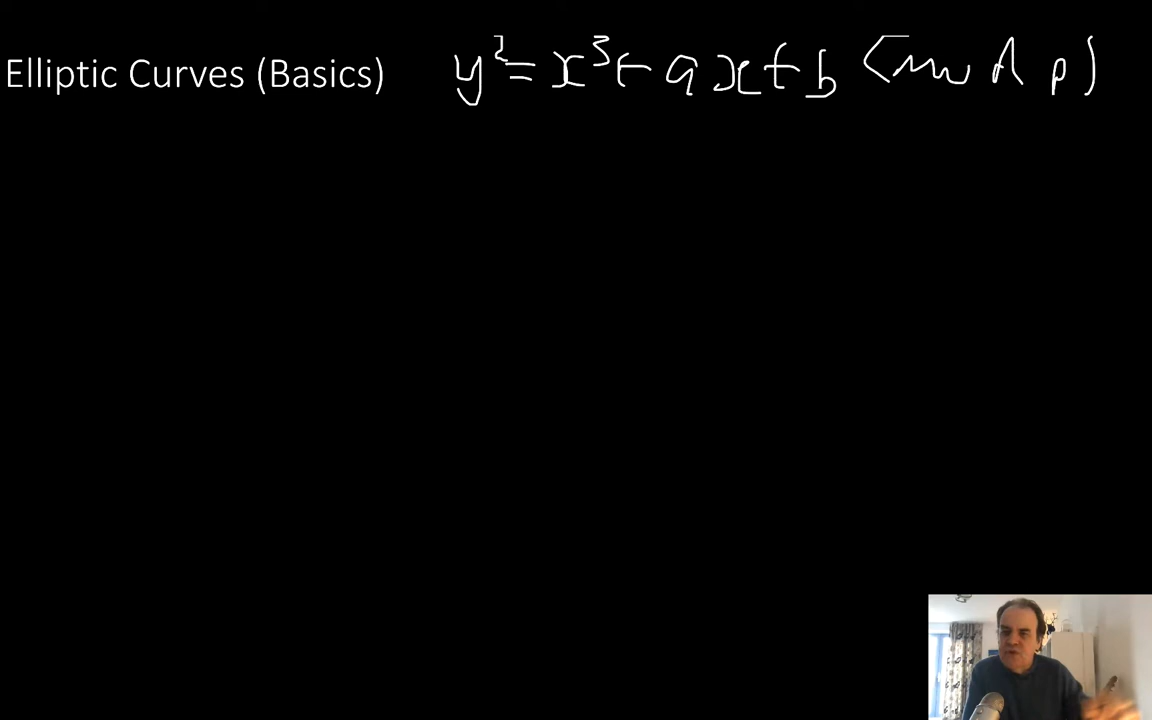 Elliptic Curves (Basics) y² = x³ + ax + b (mod p)